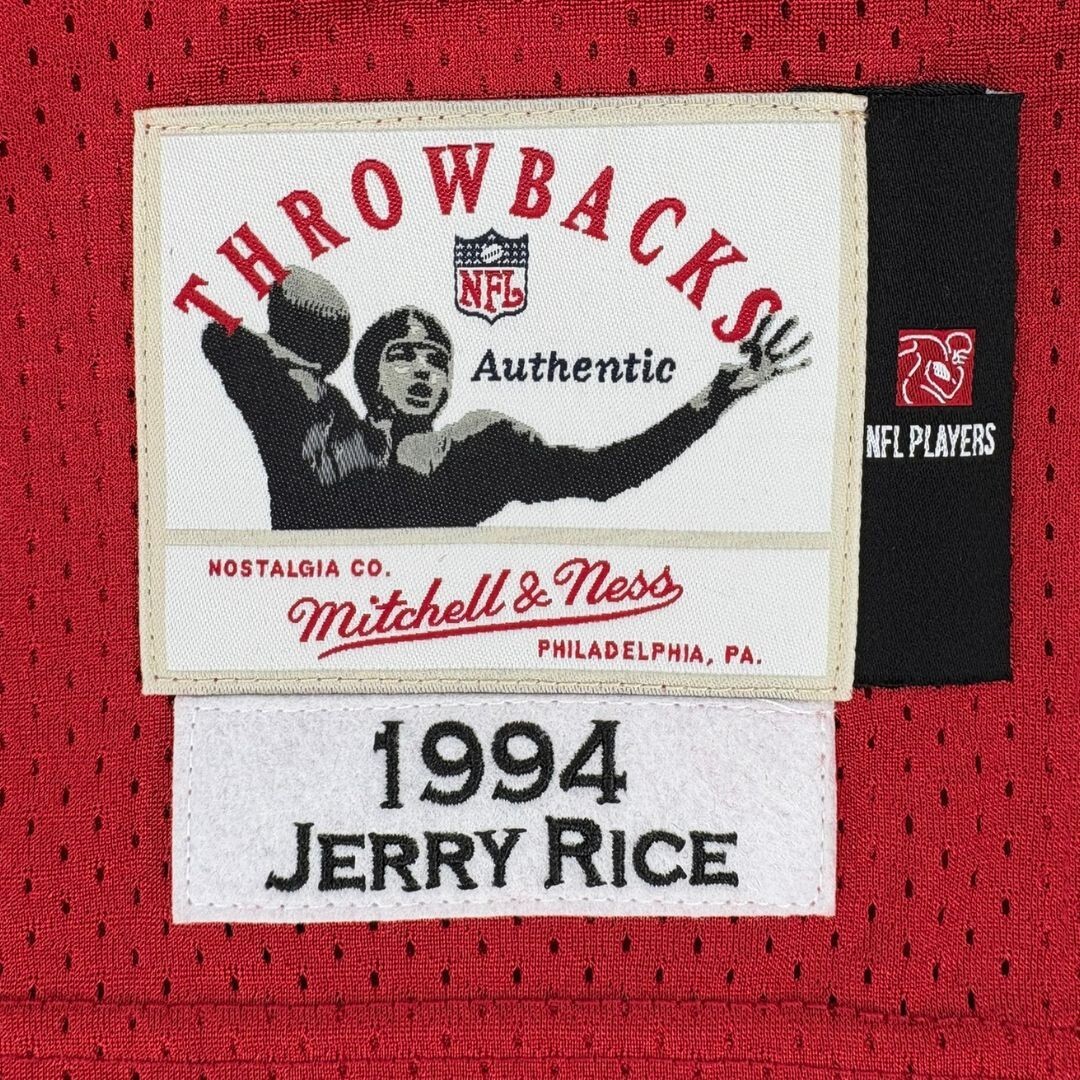 THROWBACKS
NFL
Authentic
NFL PLAYERS
NOSTALGIA CO.
Mitchell & Ness
PHILADELPHIA, PA.
1994
JERRY RICE